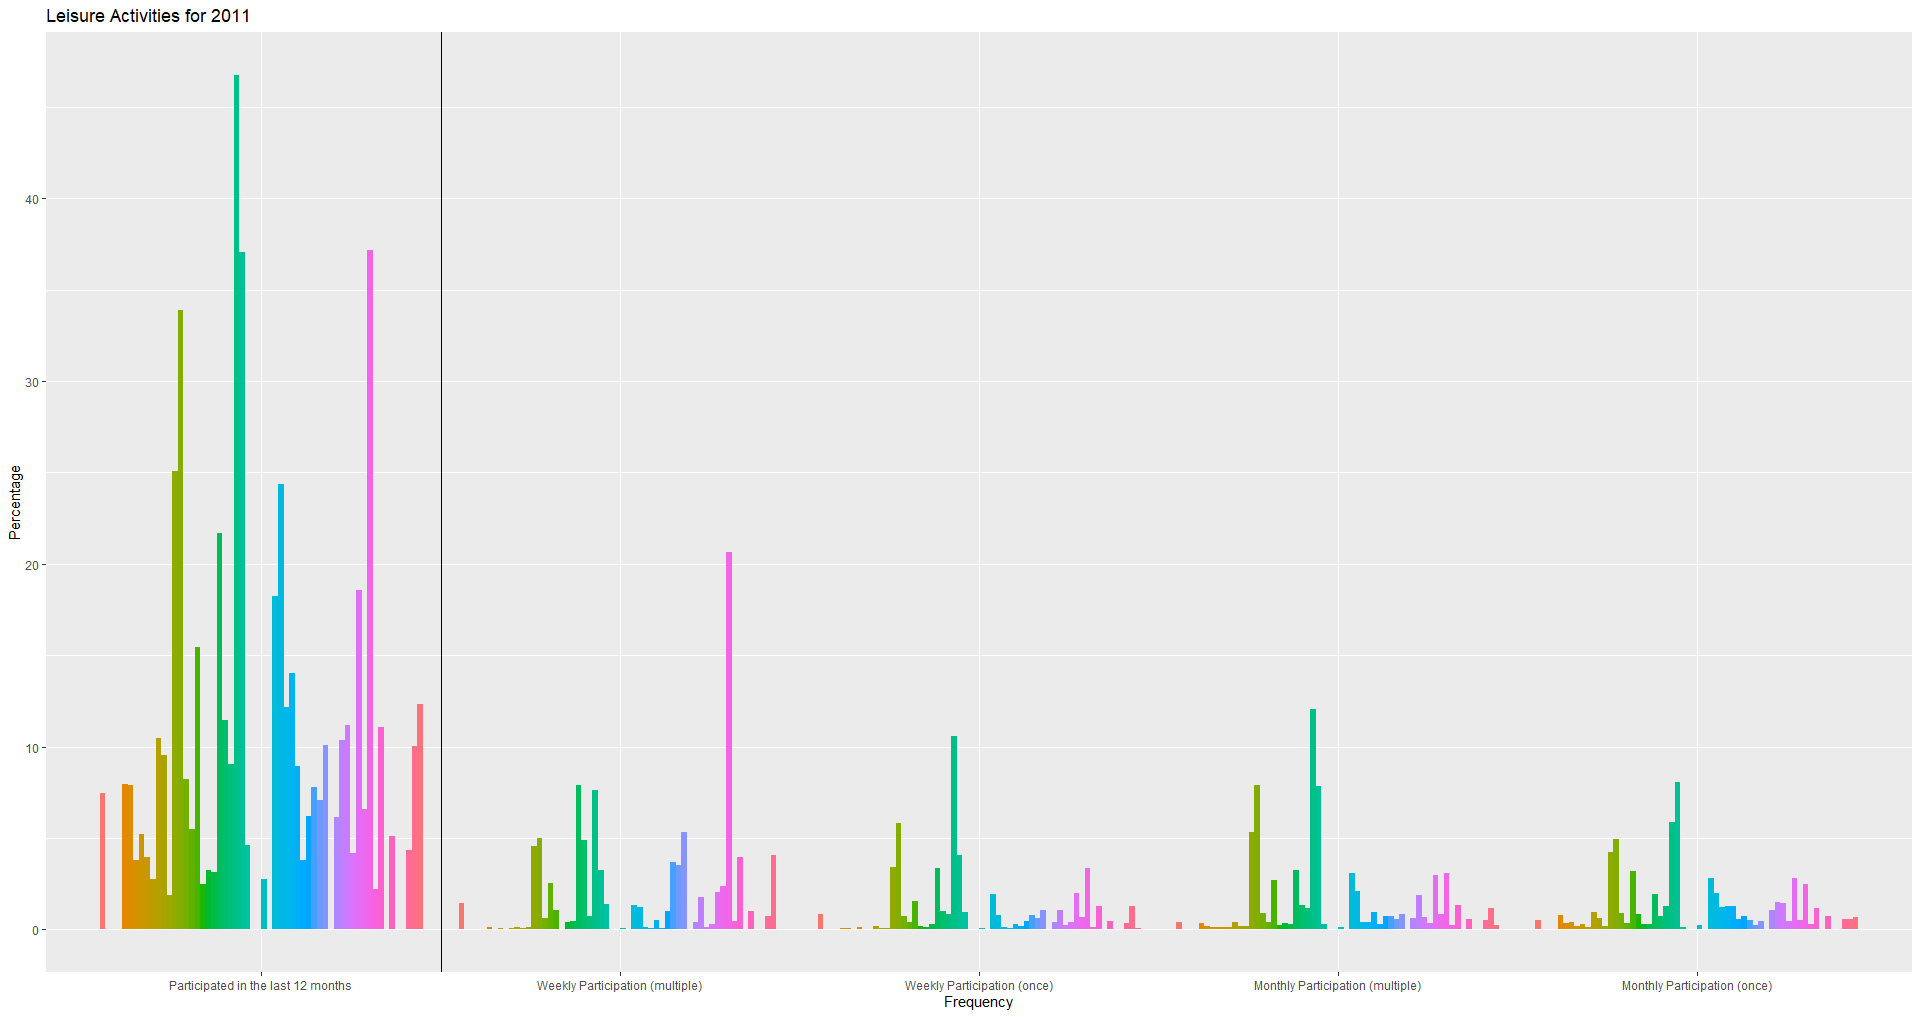 Leisure Activities for 2011
Percentage
40
30
20
10
0
Participated in the last 12 months
Weekly Participation (multiple)
Weekly Participation (once)
Monthly Participation (multiple)
Monthly Participation (once)
Frequency